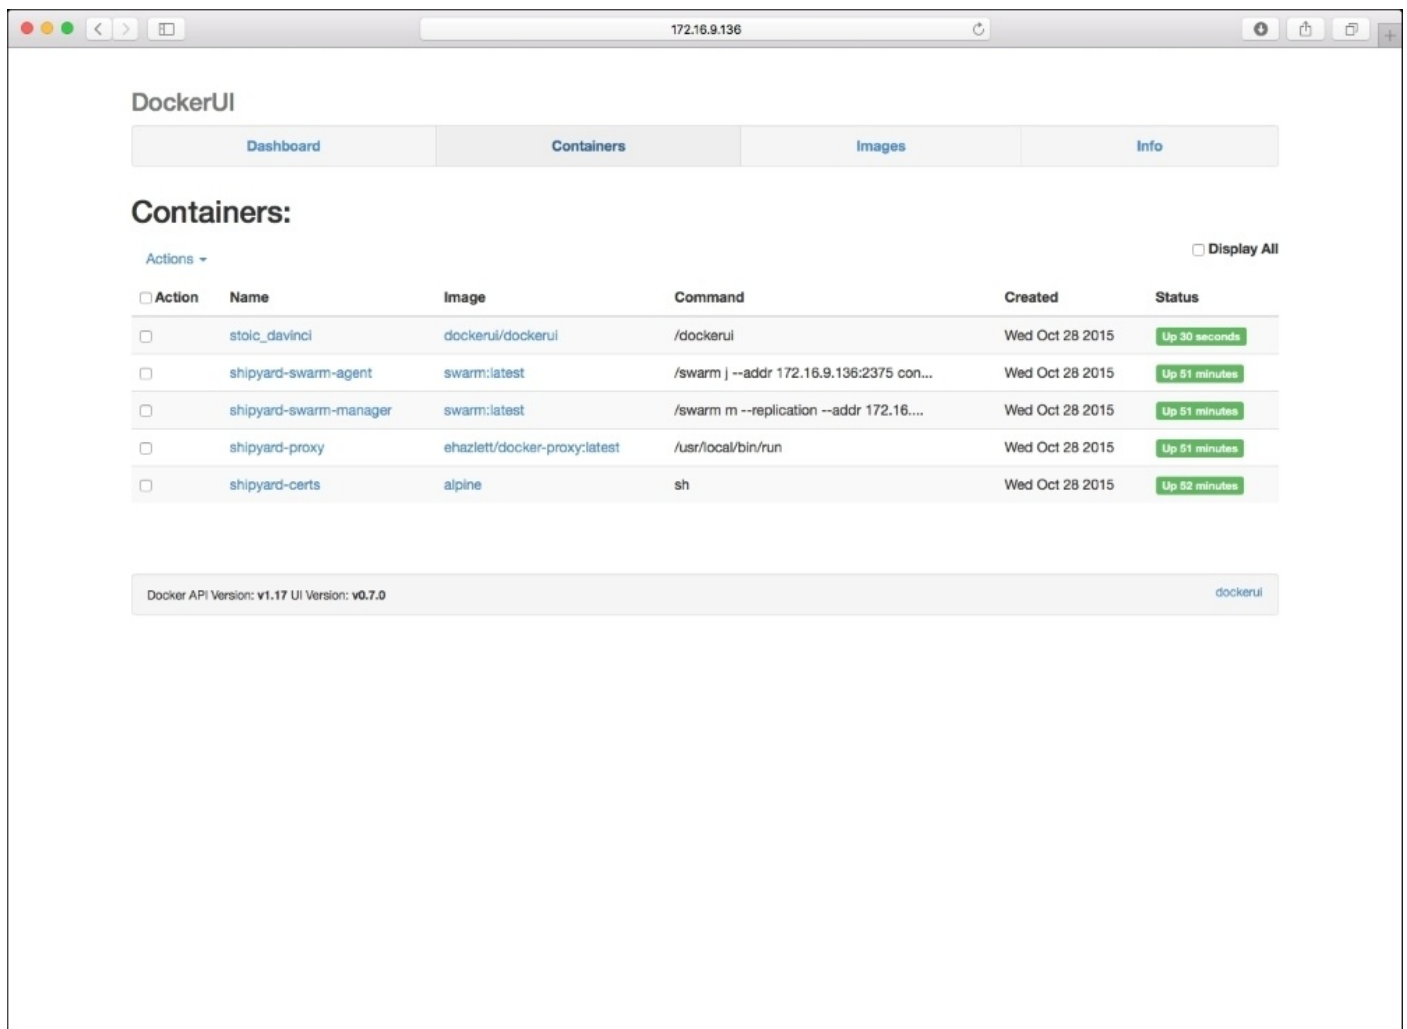 172.16.9.136
DockerUI
Dashboard Containers Images Info
Containers:
Actions
Display All
Action Name Image Command Created Status
stoic_davinci dockerui/dockerui /dockerui Wed Oct 28 2015 Up 30 seconds
shipyard-swarm-agent swarm:latest /swarm j --addr 172.16.9.136:2375 con... Wed Oct 28 2015 Up 51 minutes
shipyard-swarm-manager swarm:latest /swarm m --replication --addr 172.16.... Wed Oct 28 2015 Up 51 minutes
shipyard-proxy ehazlett/docker-proxy:latest /usr/local/bin/run Wed Oct 28 2015 Up 51 minutes
shipyard-certs alpine sh Wed Oct 28 2015 Up 52 minutes
Docker API Version: v1.17 UI Version: v0.7.0 dockerui